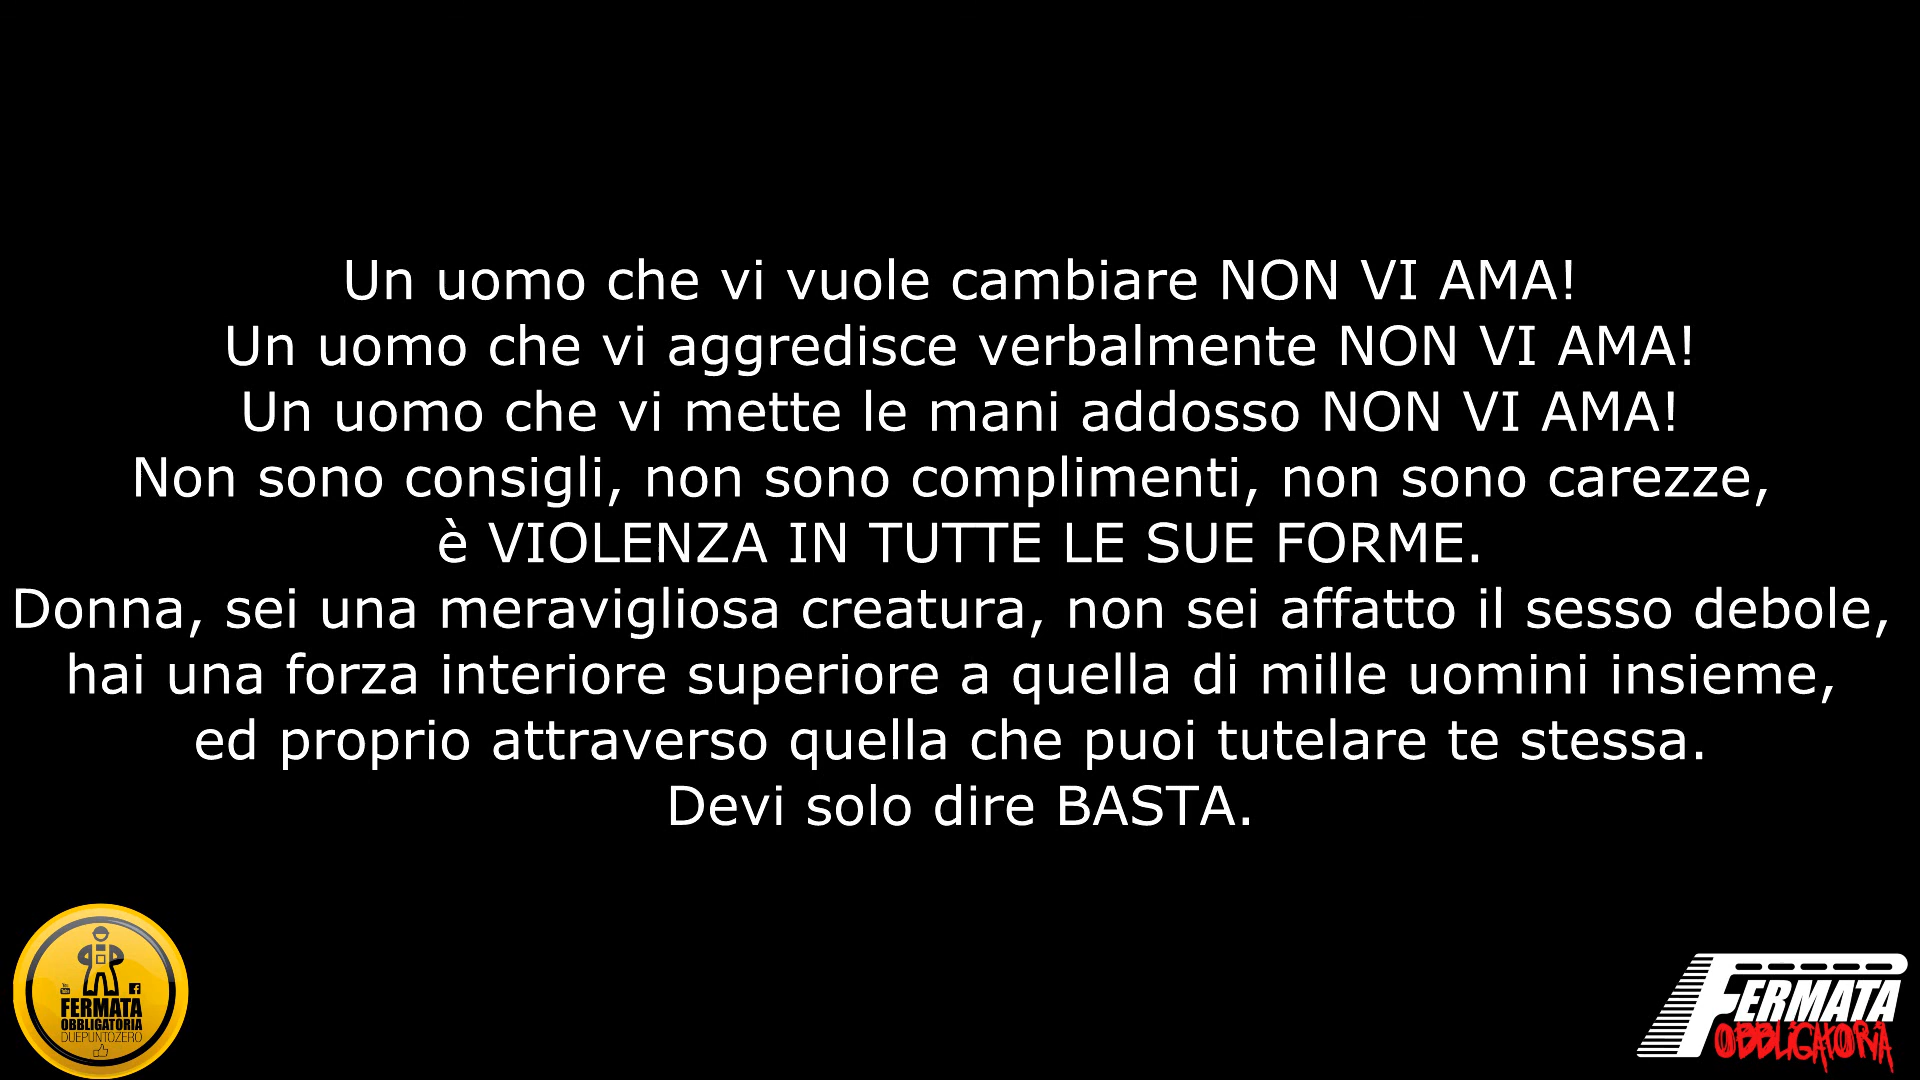 Un uomo che vi vuole cambiare NON VI AMA!
Un uomo che vi aggredisce verbalmente NON VI AMA!
Un uomo che vi mette le mani addosso NON VI AMA!
Non sono consigli, non sono complimenti, non sono carezze,
è VIOLENZA IN TUTTE LE SUE FORME.
Donna, sei una meravigliosa creatura, non sei affatto il sesso debole,
hai una forza interiore superiore a quella di mille uomini insieme,
ed proprio attraverso quella che puoi tutelare te stessa.
Devi solo dire BASTA.
You Tube
FERMATA
OBBLIGATORIA
DUEPUNTOZERO
FERMATA
OBBLIGATORIA